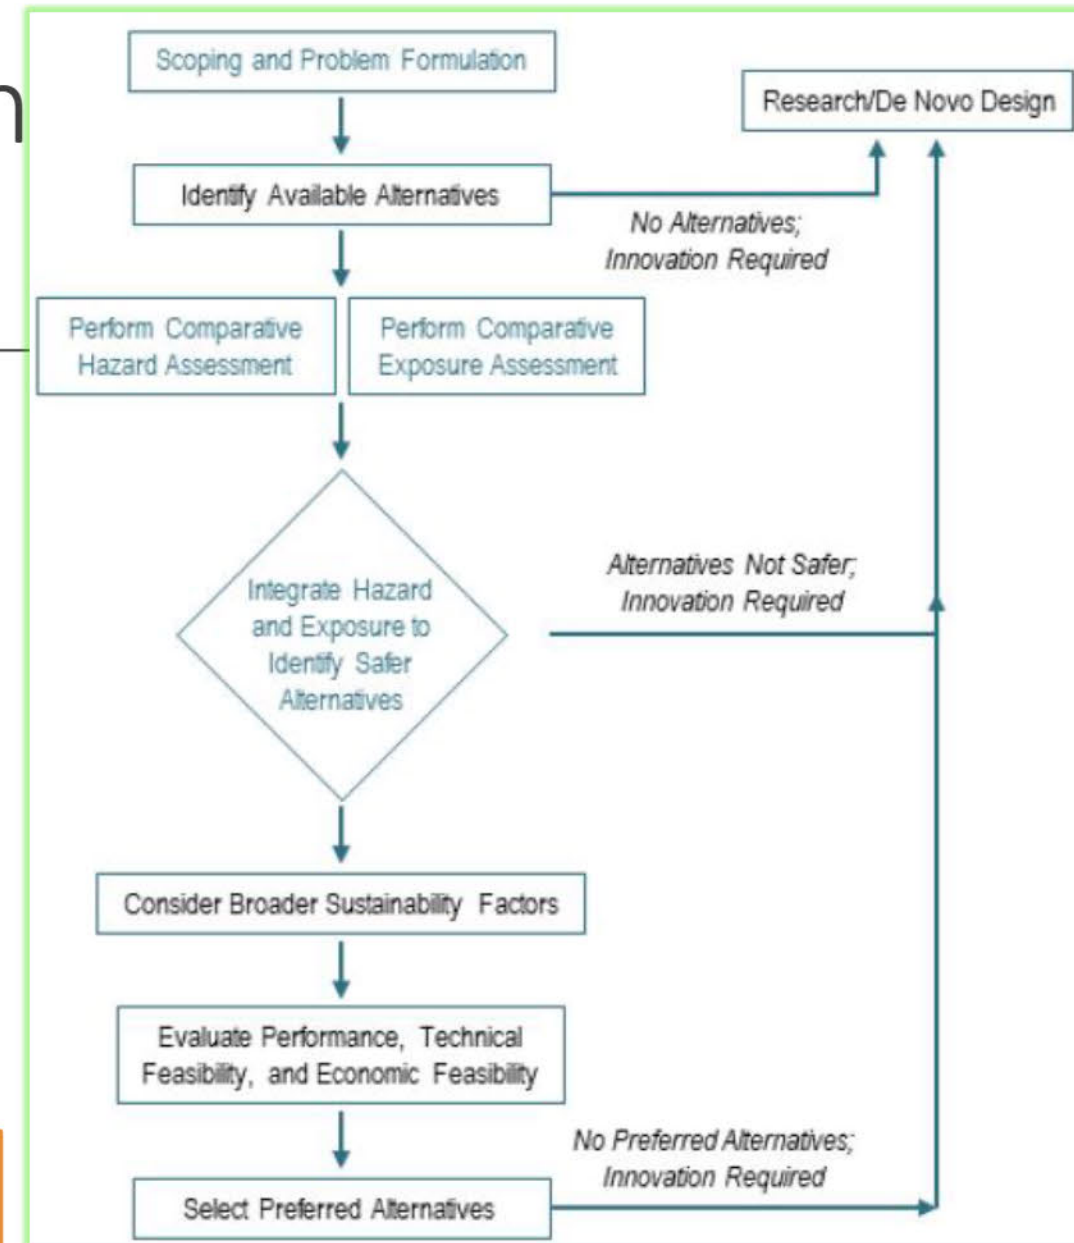 n
Scoping and Problem Formulation
Research/De Novo Design
Identify Available Alternatives
No Alternatives;
Innovation Required
Perform Comparative
Hazard Assessment
Perform Comparative
Exposure Assessment
Integrate Hazard
and Exposure to
Identify Safer
Alternatives
Alternatives Not Safer;
Innovation Required
Consider Broader Sustainability Factors
Evaluate Performance, Technical
Feasibility, and Economic Feasibility
No Preferred Alternatives;
Innovation Required
Select Preferred Alternatives